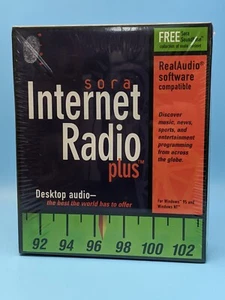 FREE
sora
Internet
Radio
plus™
RealAudio®
software
compatible
Discover
music, news,
sports, and
entertainment
programming
from across
the globe.
Desktop audio—
the best the world has to offer
For Windows® 95 and
Windows NT®
92 94 96 98 100 102